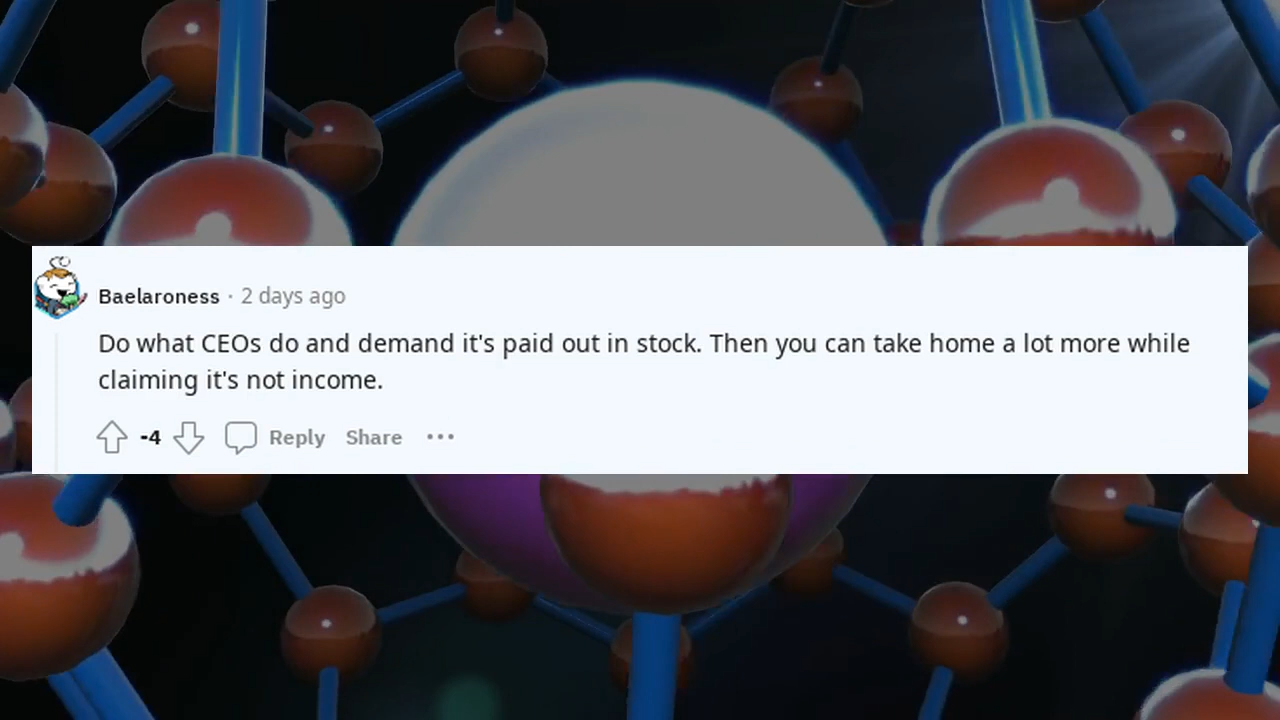 Baelaroness · 2 days ago
Do what CEOs do and demand it's paid out in stock. Then you can take home a lot more while
claiming it's not income.
-4 Reply Share